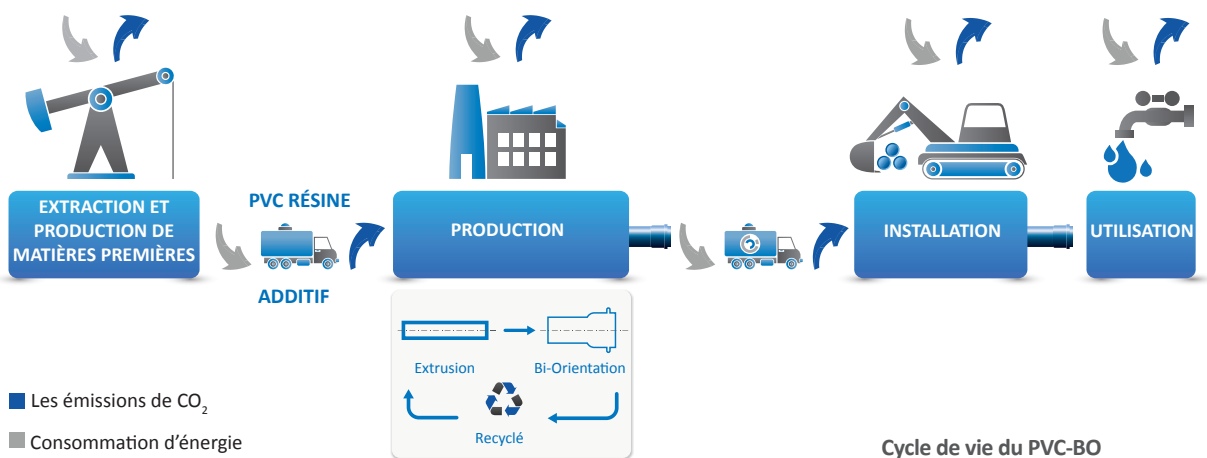 EXTRACTION ET
PRODUCTION DE
MATIÈRES PREMIÈRES
PVC RÉSINE
ADDITIF
PRODUCTION
INSTALLATION
UTILISATION
Extrusion
Bi-Orientation
Recyclé
Les émissions de CO₂
Consommation d'énergie
Cycle de vie du PVC-BO